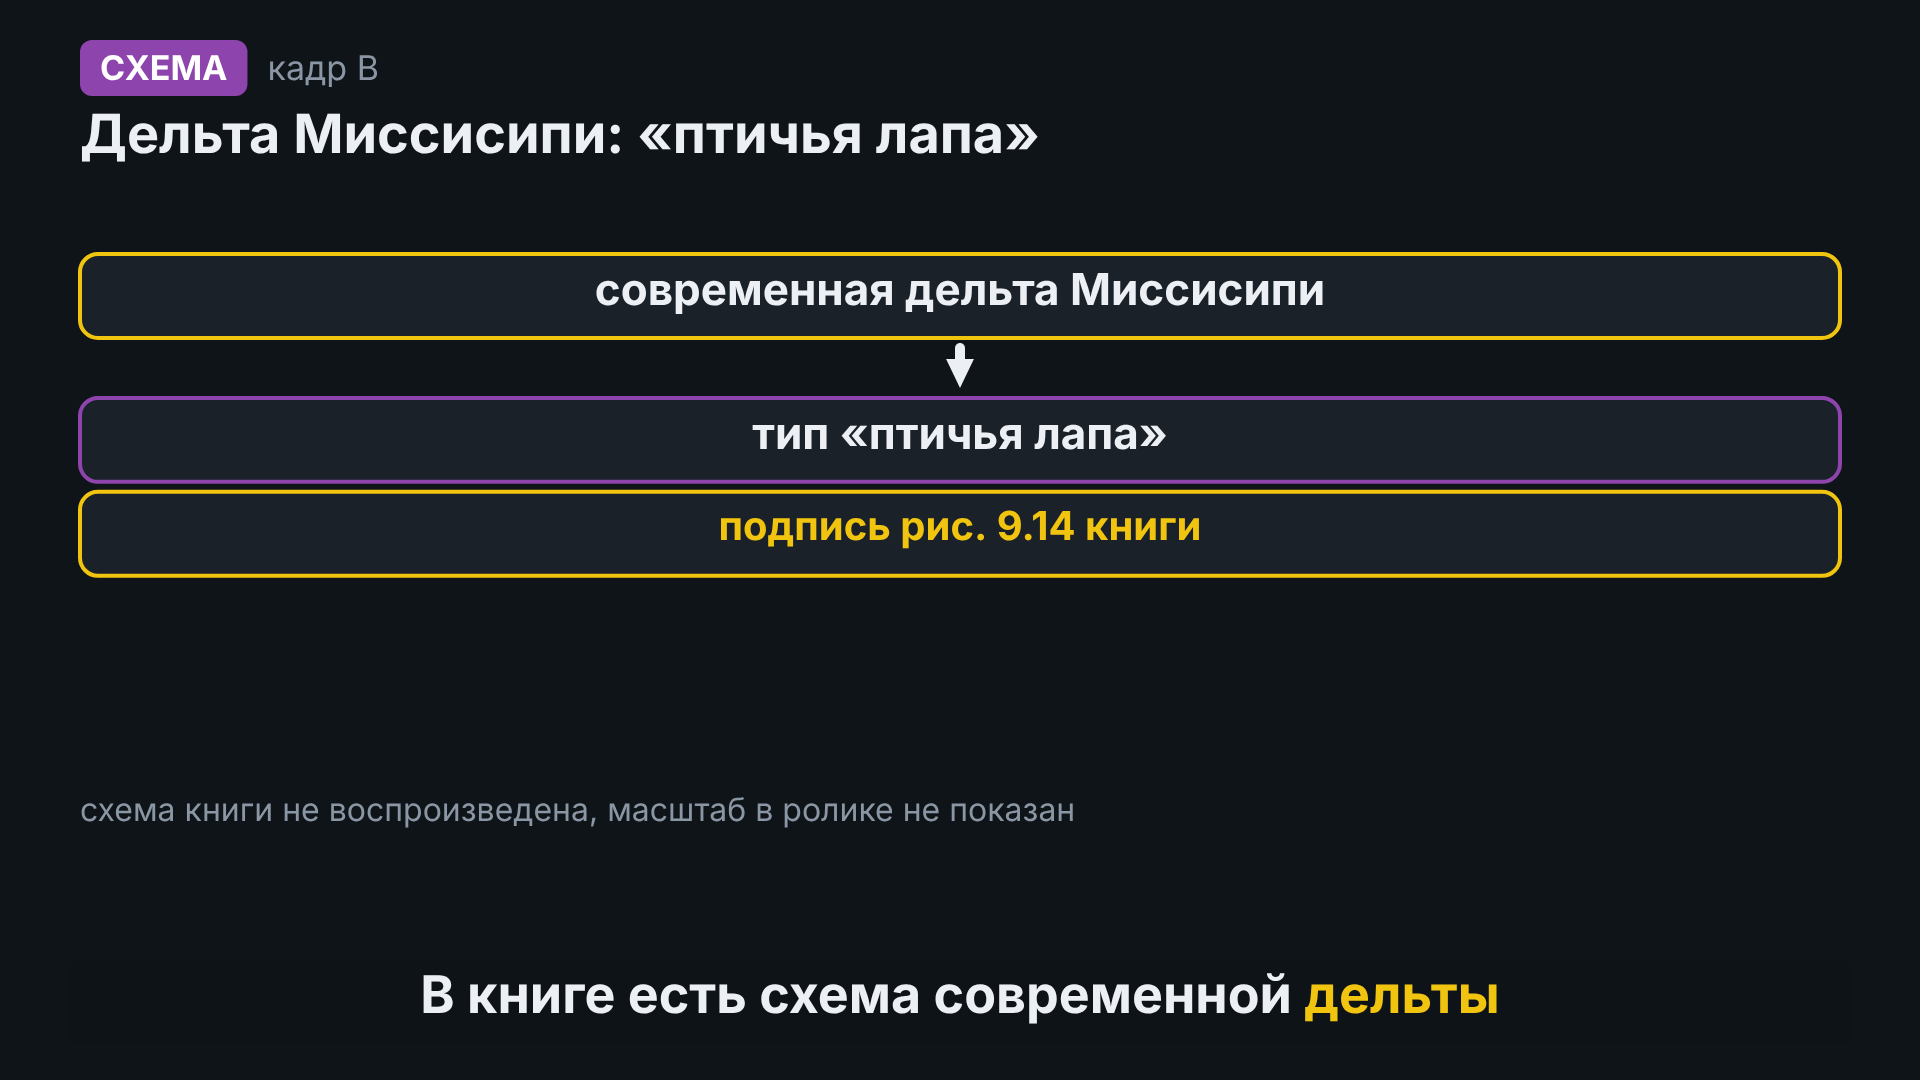 СХЕМА кадр В
Дельта Миссисипи: «птичья лапа»
современная дельта Миссисипи
тип «птичья лапа»
подпись рис. 9.14 книги
схема книги не воспроизведена, масштаб в ролике не показан
В книге есть схема современной дельты